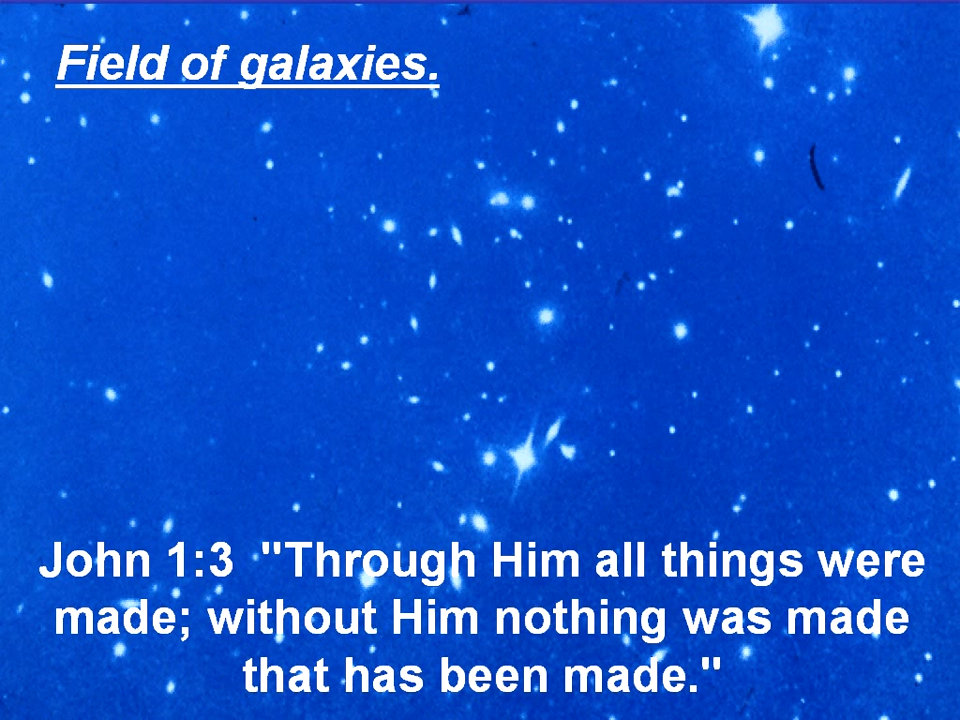 Field of galaxies.
John 1:3  "Through Him all things were
made; without Him nothing was made
that has been made."